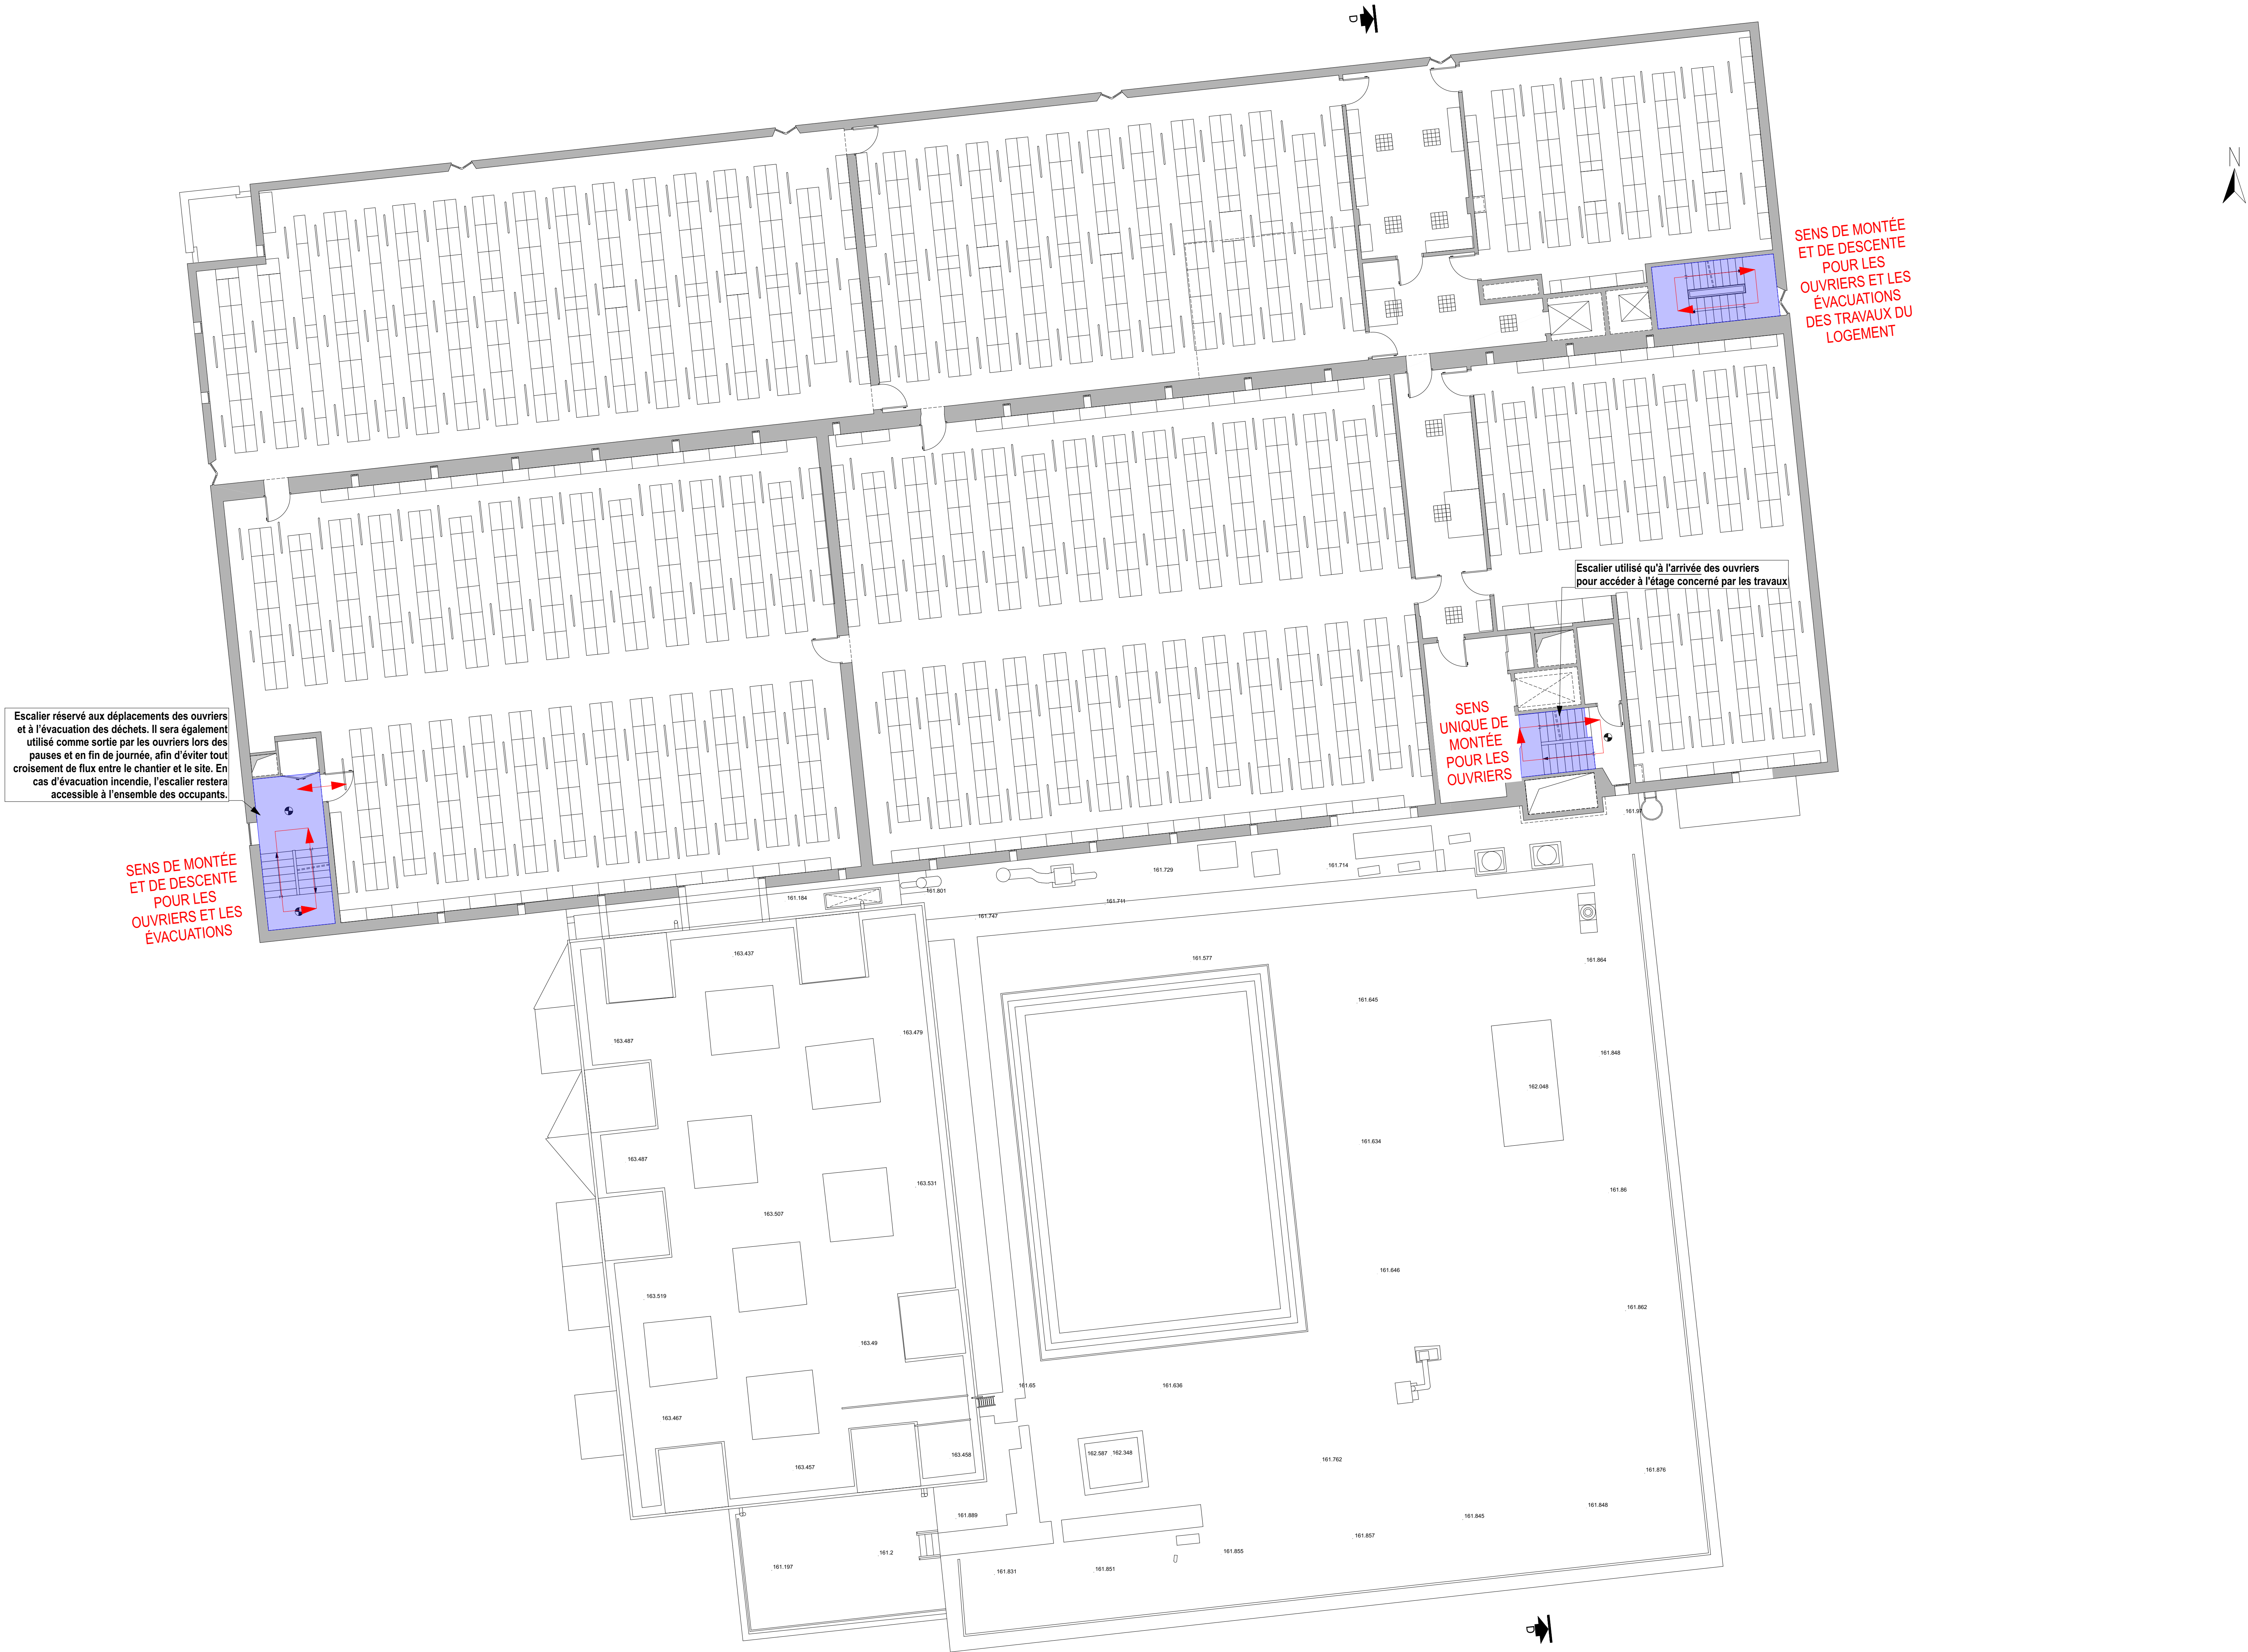 D
N
SENS DE MONTÉE
ET DE DESCENTE
POUR LES
OUVRIERS ET LES
ÉVACUATIONS
DES TRAVAUX DU
LOGEMENT
Escalier utilisé qu'à l'arrivée des ouvriers
pour accéder à l'étage concerné par les travaux
SENS
UNIQUE DE
MONTÉE
POUR LES
OUVRIERS
Escalier réservé aux déplacements des ouvriers
et à l'évacuation des déchets. Il sera également
utilisé comme sortie par les ouvriers lors des
pauses et en fin de journée, afin d'éviter tout
croisement de flux entre le chantier et le site. En
cas d'évacuation incendie, l'escalier restera
accessible à l'ensemble des occupants.
SENS DE MONTÉE
ET DE DESCENTE
POUR LES
OUVRIERS ET LES
ÉVACUATIONS
161.97
161.729
161.714
161.801
161.184
161.711
161.747
163.437
161.577
161.864
161.645
163.479
163.487
161.848
162.048
161.634
163.487
163.531
161.86
163.507
161.646
163.519
161.862
163.49
161.65
161.636
163.467
163.458
162.587
162.348
161.762
163.457
161.876
161.848
161.889
161.845
161.857
161.2
161.855
161.197
161.831
161.851
D